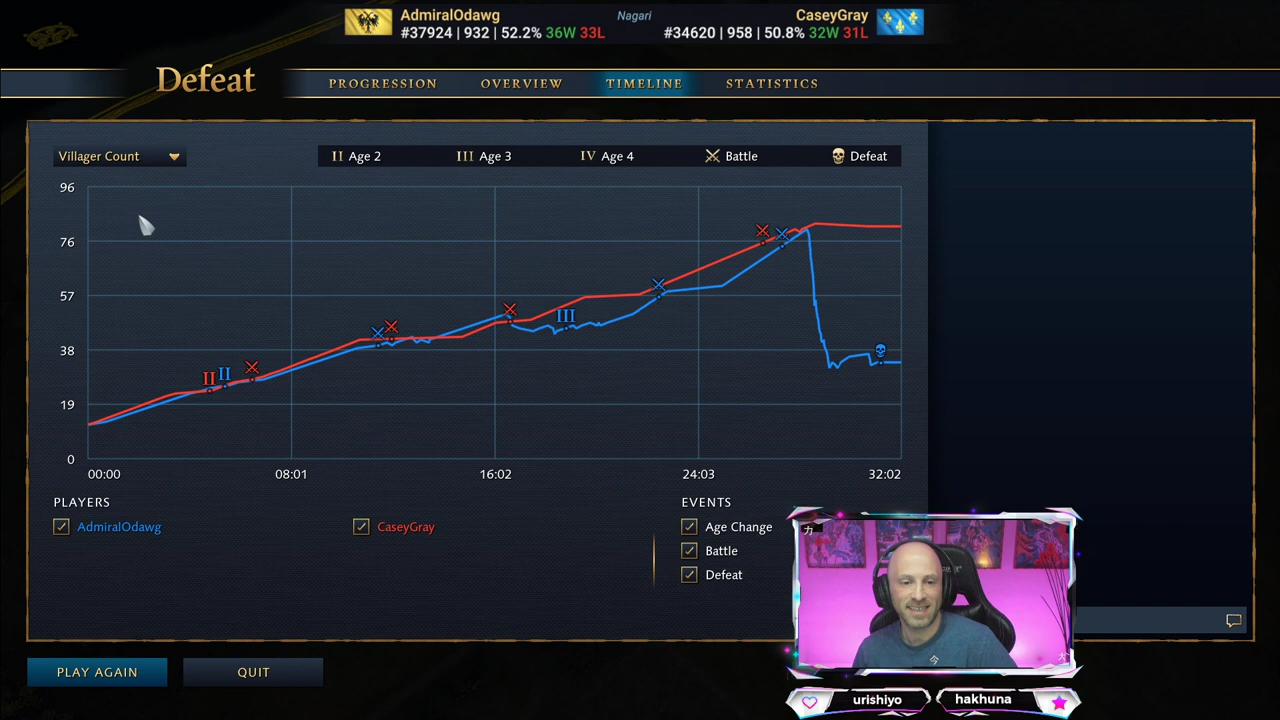 AdmiralOdawg
#37924 | 932 | 52.2% 36W 33L
Nagari
CaseyGray
#34620 | 958 | 50.8% 32W 31L
Defeat
PROGRESSION
OVERVIEW
TIMELINE
STATISTICS
Villager Count
II Age 2
III Age 3
IV Age 4
Battle
Defeat
96
76
57
38
19
0
II
II
III
00:00
08:01
16:02
24:03
32:02
PLAYERS
AdmiralOdawg
CaseyGray
EVENTS
Age Change
Battle
Defeat
PLAY AGAIN
QUIT
カ
今
大
urishiyo
hakhuna